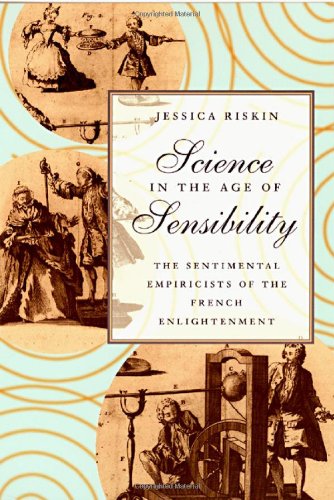 JESSICA RISKIN
Science
IN THE AGE OF
Sensibility
THE SENTIMENTAL
EMPIRICISTS OF THE
FRENCH
ENLIGHTENMENT